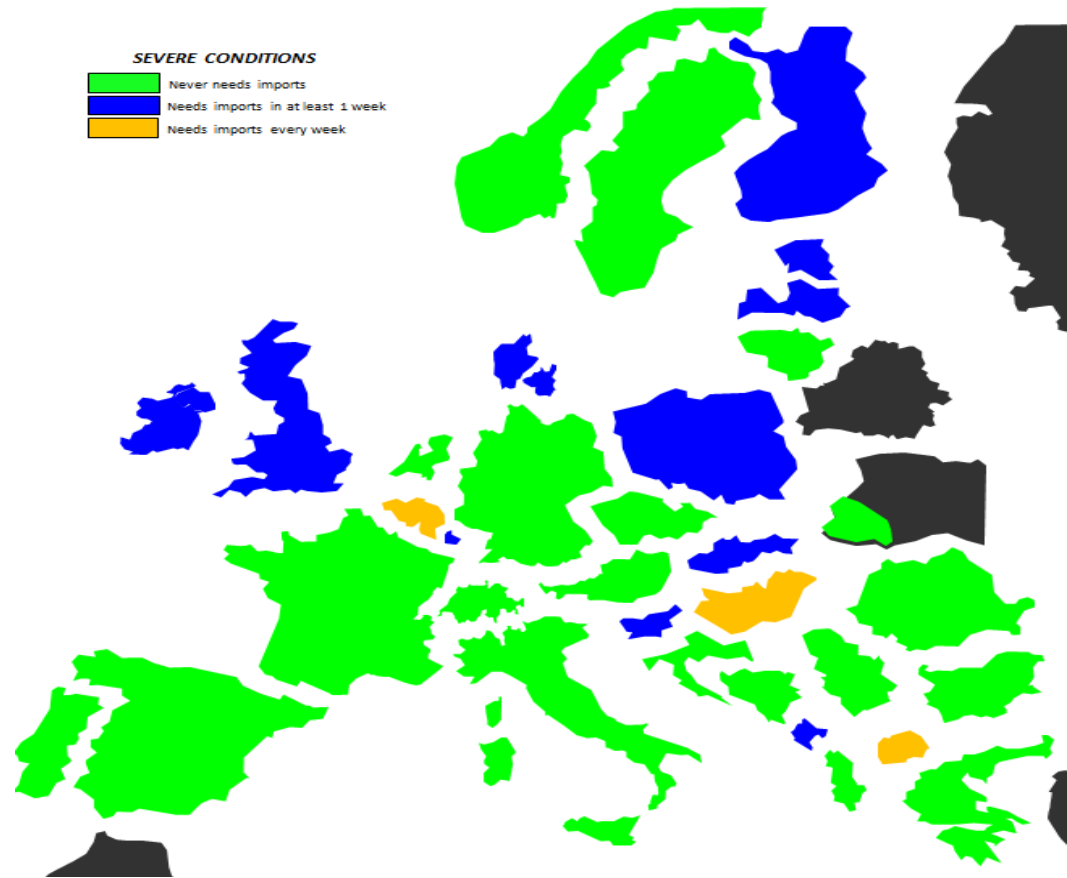 SEVERE CONDITIONS
Never needs imports
Needs imports in at least 1 week
Needs imports every week